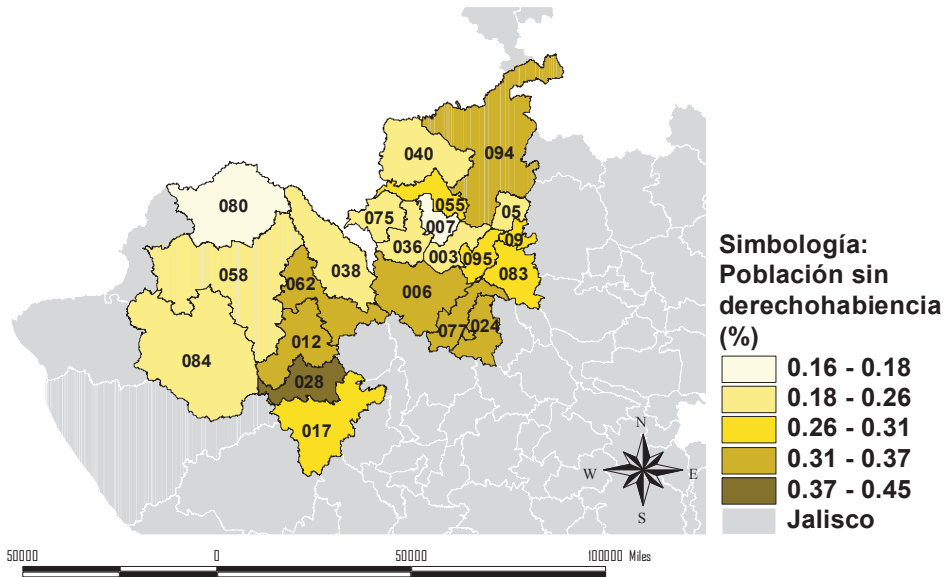 040
094
080
055
05
075
007
09
036
003
095
083
058
038
062
006
077
024
012
084
028
017
Simbología:
Población sin
derechohabiencia
(%)
0.16 - 0.18
0.18 - 0.26
0.26 - 0.31
0.31 - 0.37
0.37 - 0.45
Jalisco
N
W E
S
50000 0 50000 100000 Miles